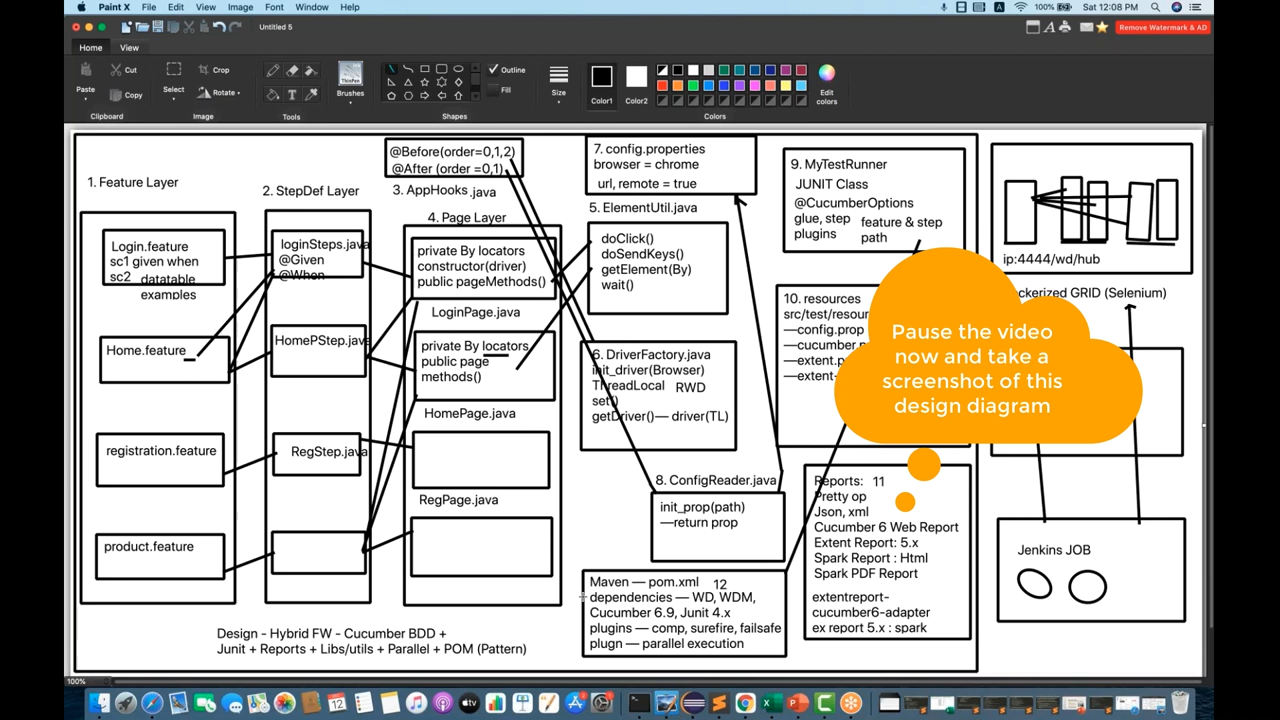 Paint X File Edit View Image Font Window Help
100% Sat 12:08 PM
Untitled 5
Remove Watermark & AD
Home View
Paste
Cut
Copy
Clipboard
Select
Crop
Rotate
Image
Tools
Brushes
Outline
Fill
Shapes
Size
Color1
Color2
Edit colors
Colors
1. Feature Layer
Login.feature
sc1 given when
sc2 datatable
examples
Home.feature
registration.feature
product.feature
2. StepDef Layer
loginSteps.java
@Given
@When
HomePStep.java
RegStep.java
@Before(order=0,1,2)
@After (order =0,1)
3. AppHooks .java
4. Page Layer
private By locators
constructor(driver)
public pageMethods()
LoginPage.java
private By locators
public page
methods()
HomePage.java
RegPage.java
7. config.properties
browser = chrome
url, remote = true
5. ElementUtil.java
doClick()
doSendKeys()
getElement(By)
wait()
6. DriverFactory.java
init_driver(Browser)
ThreadLocal RWD
set()
getDriver()— driver(TL)
8. ConfigReader.java
init_prop(path)
—return prop
Maven — pom.xml 12
dependencies — WD, WDM,
Cucumber 6.9, Junit 4.x
plugins — comp, surefire, failsafe
plugn — parallel execution
9. MyTestRunner
JUNIT Class
@CucumberOptions
glue, step
plugins
feature & step
path
10. resources
src/test/resour
—config.prop
—cucumber.p
—extent.p
—extent-
Reports: 11
Pretty op
Json, xml
Cucumber 6 Web Report
Extent Report: 5.x
Spark Report : Html
Spark PDF Report
extentreport-
cucumber6-adapter
ex report 5.x : spark
ip:4444/wd/hub
ckerized GRID (Selenium)
Pause the video
now and take a
screenshot of this
design diagram
Jenkins JOB
Design - Hybrid FW - Cucumber BDD +
Junit + Reports + Libs/utils + Parallel + POM (Pattern)
100%